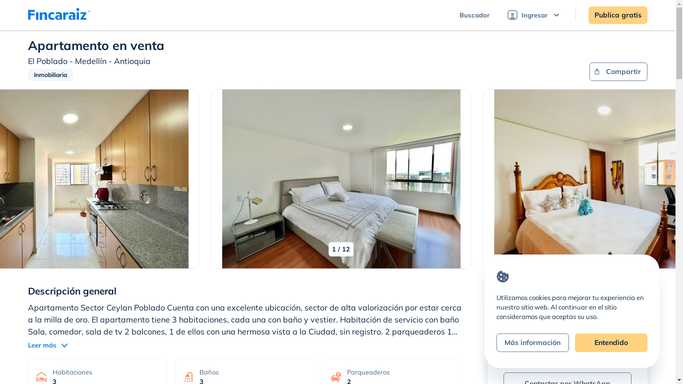 Fincaraiz
Buscador
Ingresar
Publica gratis
Apartamento en venta
El Poblado - Medellín - Antioquia
Inmobiliaria
Compartir
1 / 12
Descripción general
Apartamento Sector Ceylan Poblado Cuenta con una excelente ubicación, sector de alta valorización por estar cerca
a la milla de oro. El apartamento tiene 3 habitaciones, cada una con baño y vestier. Habitación de servicio con baño
Sala, comedor, sala de tv 2 balcones, 1 de ellos con una hermosa vista a la Ciudad, sin registro. 2 parqueaderos 1...
Leer más
Habitaciones
3
Baños
3
Parqueaderos
2
Utilizamos cookies para mejorar tu experiencia en
nuestro sitio web. Al continuar en el sitio
consideramos que aceptas su uso.
Más información
Entendido
Contactar por WhatsApp